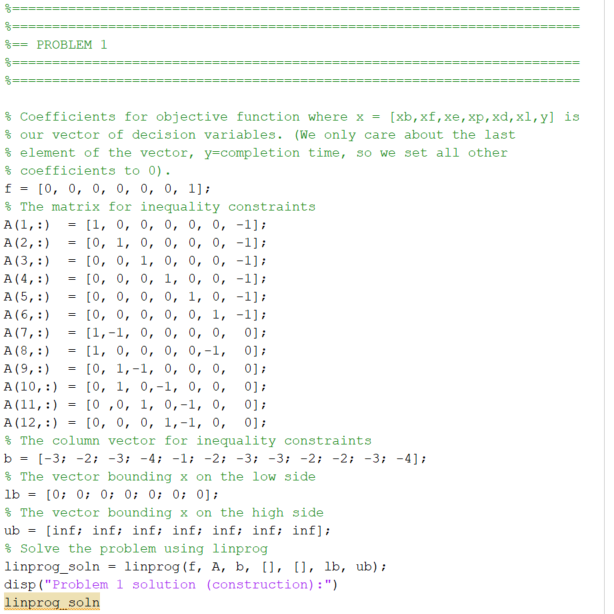 %===============================================================
%===============================================================
%== PROBLEM 1
%===============================================================
%===============================================================
% Coefficients for objective function where x = [xb,xf,xe,xp,xd,xl,y] is
% our vector of decision variables. (We only care about the last
% element of the vector, y=completion time, so we set all other
% coefficients to 0).
f = [0, 0, 0, 0, 0, 0, 1];
% The matrix for inequality constraints
A(1,:)  = [1, 0, 0, 0, 0, 0, -1];
A(2,:)  = [0, 1, 0, 0, 0, 0, -1];
A(3,:)  = [0, 0, 1, 0, 0, 0, -1];
A(4,:)  = [0, 0, 0, 1, 0, 0, -1];
A(5,:)  = [0, 0, 0, 0, 1, 0, -1];
A(6,:)  = [0, 0, 0, 0, 0, 1, -1];
A(7,:)  = [1,-1, 0, 0, 0, 0,  0];
A(8,:)  = [1, 0, 0, 0, 0,-1,  0];
A(9,:)  = [0, 1,-1, 0, 0, 0,  0];
A(10,:) = [0, 1, 0,-1, 0, 0,  0];
A(11,:) = [0 ,0, 1, 0,-1, 0,  0];
A(12,:) = [0, 0, 0, 1,-1, 0,  0];
% The column vector for inequality constraints
b = [-3; -2; -3; -4; -1; -2; -3; -3; -2; -2; -3; -4];
% The vector bounding x on the low side
lb = [0; 0; 0; 0; 0; 0; 0];
% The vector bounding x on the high side
ub = [inf; inf; inf; inf; inf; inf; inf];
% Solve the problem using linprog
linprog_soln = linprog(f, A, b, [], [], lb, ub);
disp("Problem 1 solution (construction):")
linprog_soln